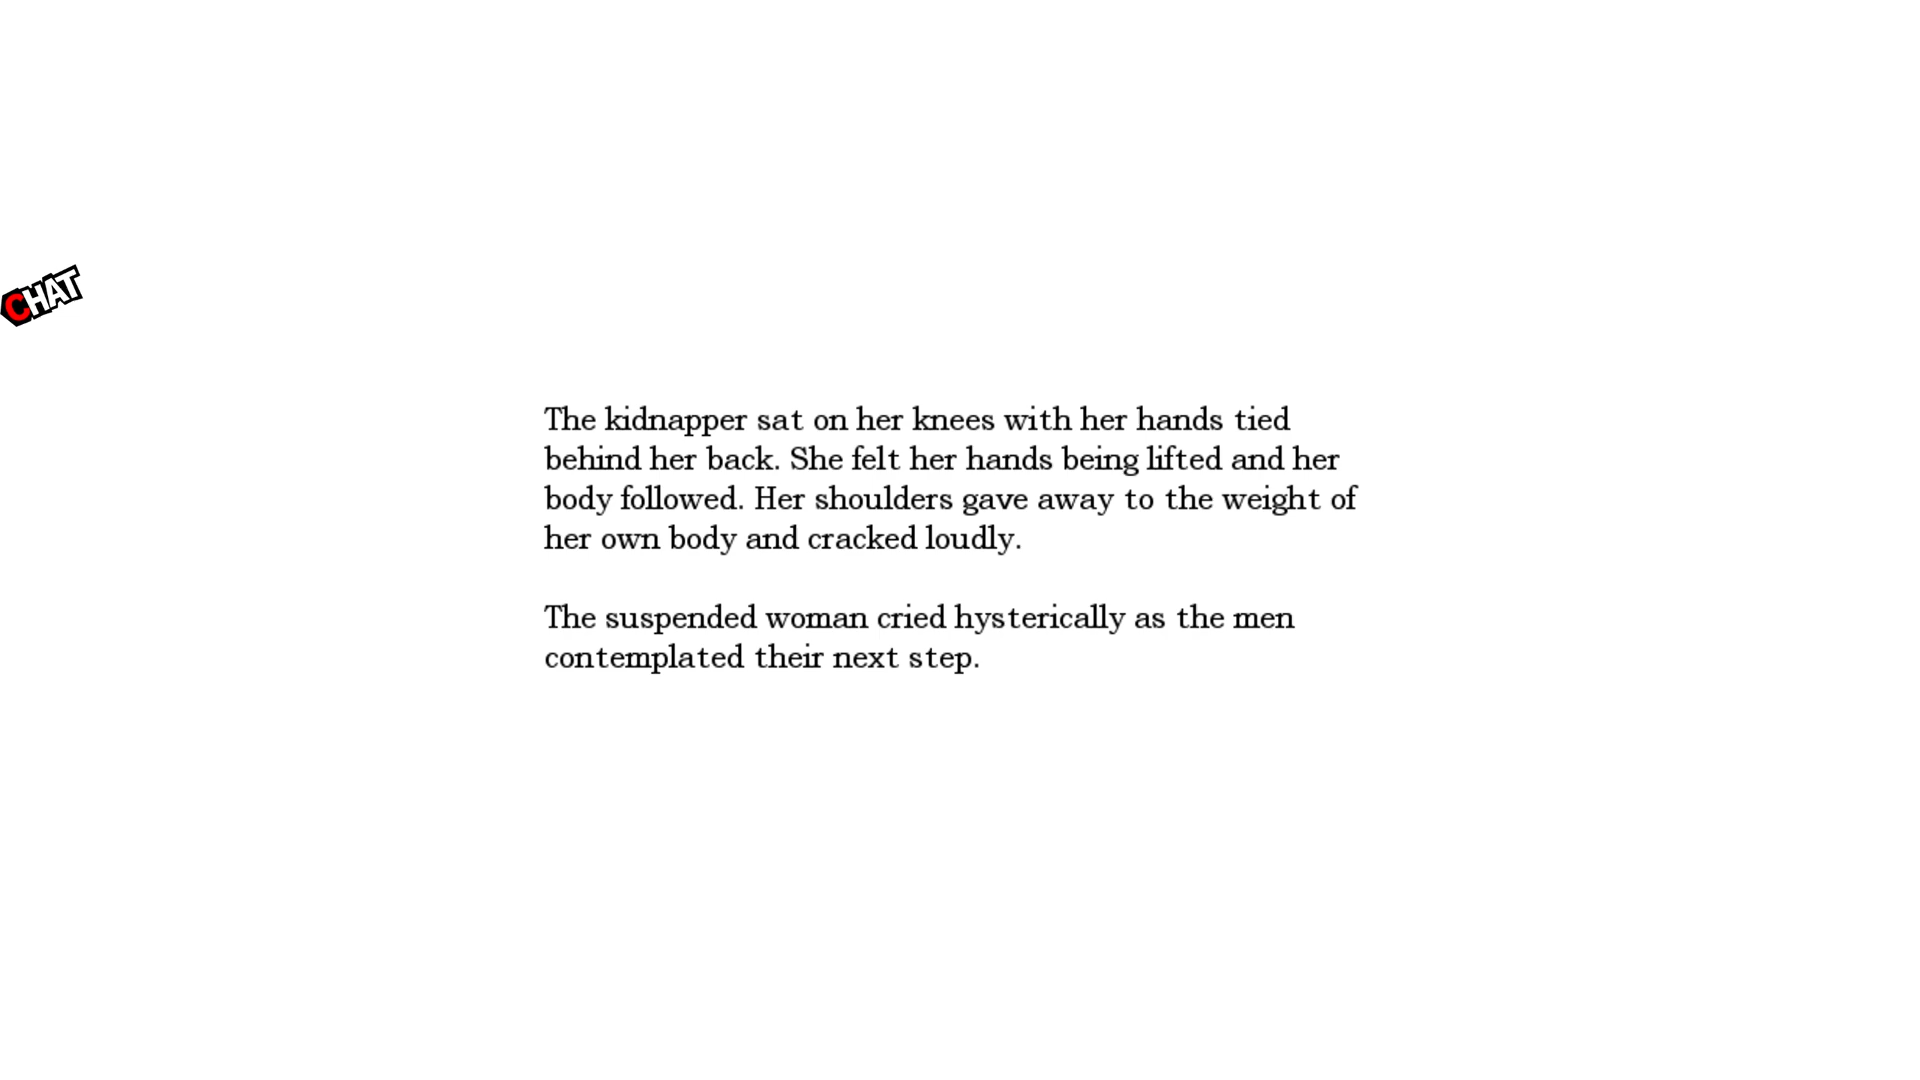 CHAT
The kidnapper sat on her knees with her hands tied
behind her back. She felt her hands being lifted and her
body followed. Her shoulders gave away to the weight of
her own body and cracked loudly.
The suspended woman cried hysterically as the men
contemplated their next step.